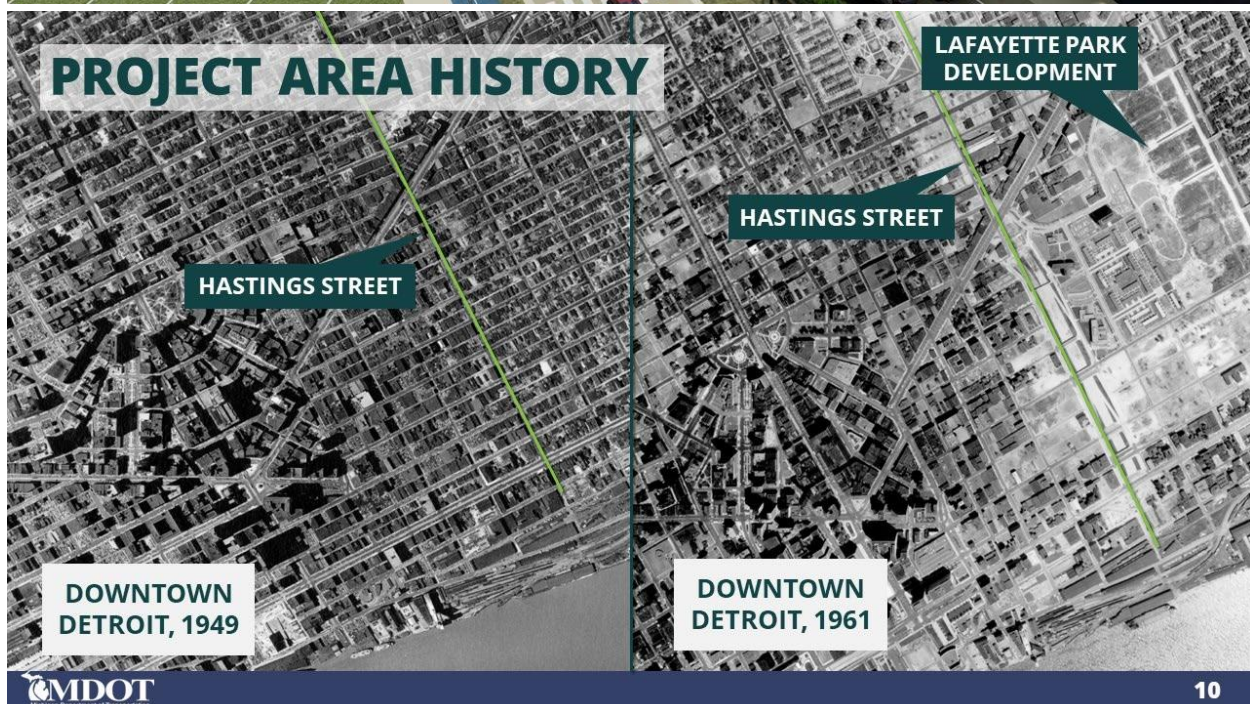 PROJECT AREA HISTORY
HASTINGS STREET
DOWNTOWN
DETROIT, 1949
LAFAYETTE PARK
DEVELOPMENT
HASTINGS STREET
DOWNTOWN
DETROIT, 1961
MDOT
10